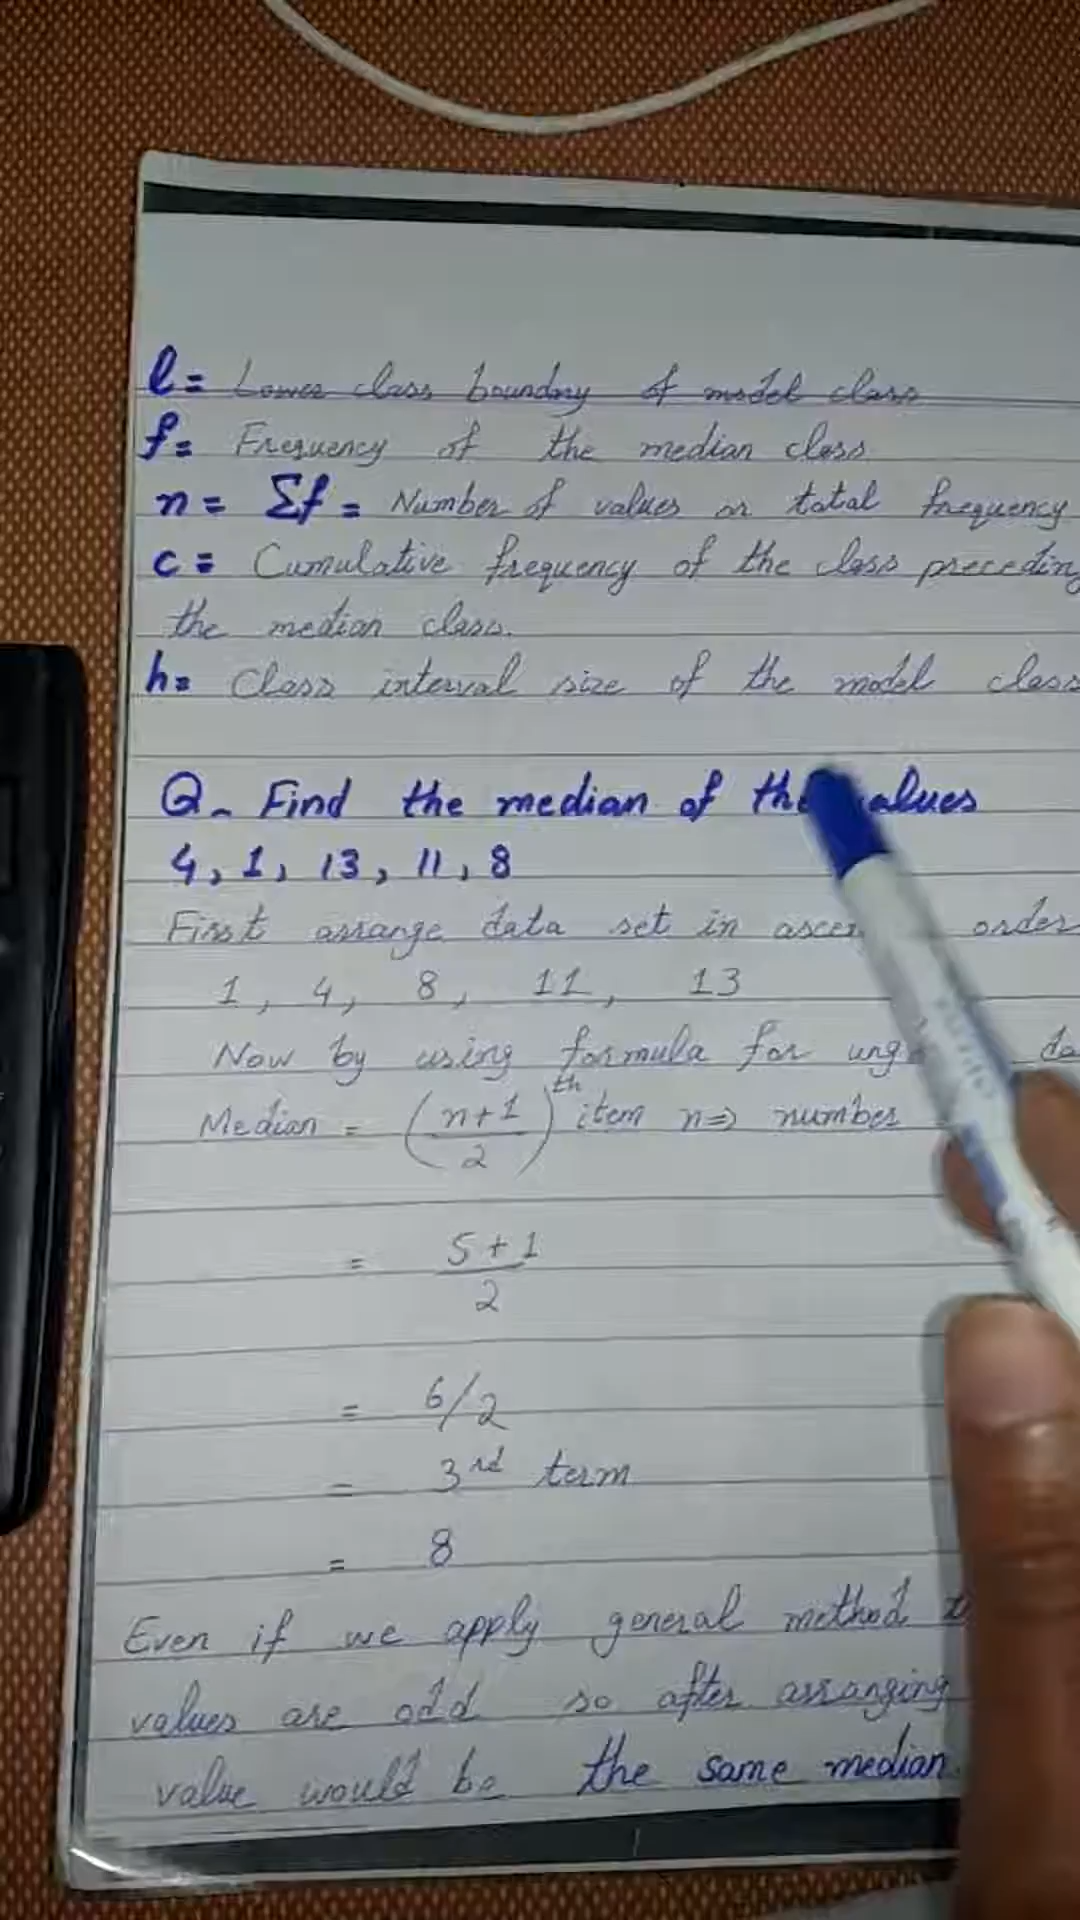 l = Lower class boundry of model class
f = Frequency of the median class
n = Σf = Number of values or total frequency
c = Cumulative frequency of the class preceding
the median class.
h = Class interval size of the model class
Q- Find the median of the values
4, 1, 13, 11, 8
First arrange data set in order
1, 4, 8, 11, 13
Now by using formula for
Median = (n+1/2)th item n => number
= 5+1/2
= 6/2
= 3rd term
= 8
Even if we apply general method
values are odd so after arranging
value would be the same median.